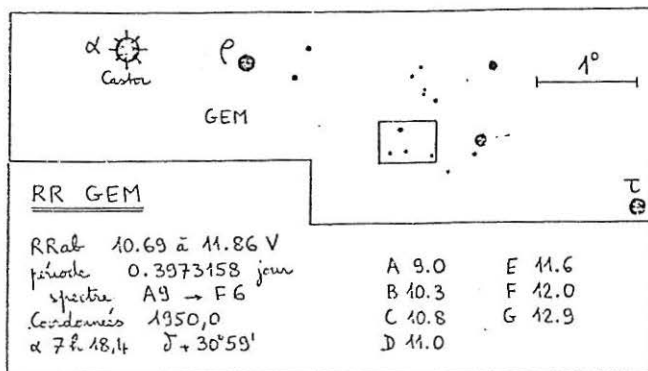 α ρ 1°
Castor
GEM
τ
RR GEM
RRab 10.69 à 11.86 V
période 0.3973158 jour
spectre A9 → F6
Coordonnées 1950,0
α 7h 18,4 δ + 30°59'
A 9.0 E 11.6
B 10.3 F 12.0
C 10.8 G 12.9
D 11.0